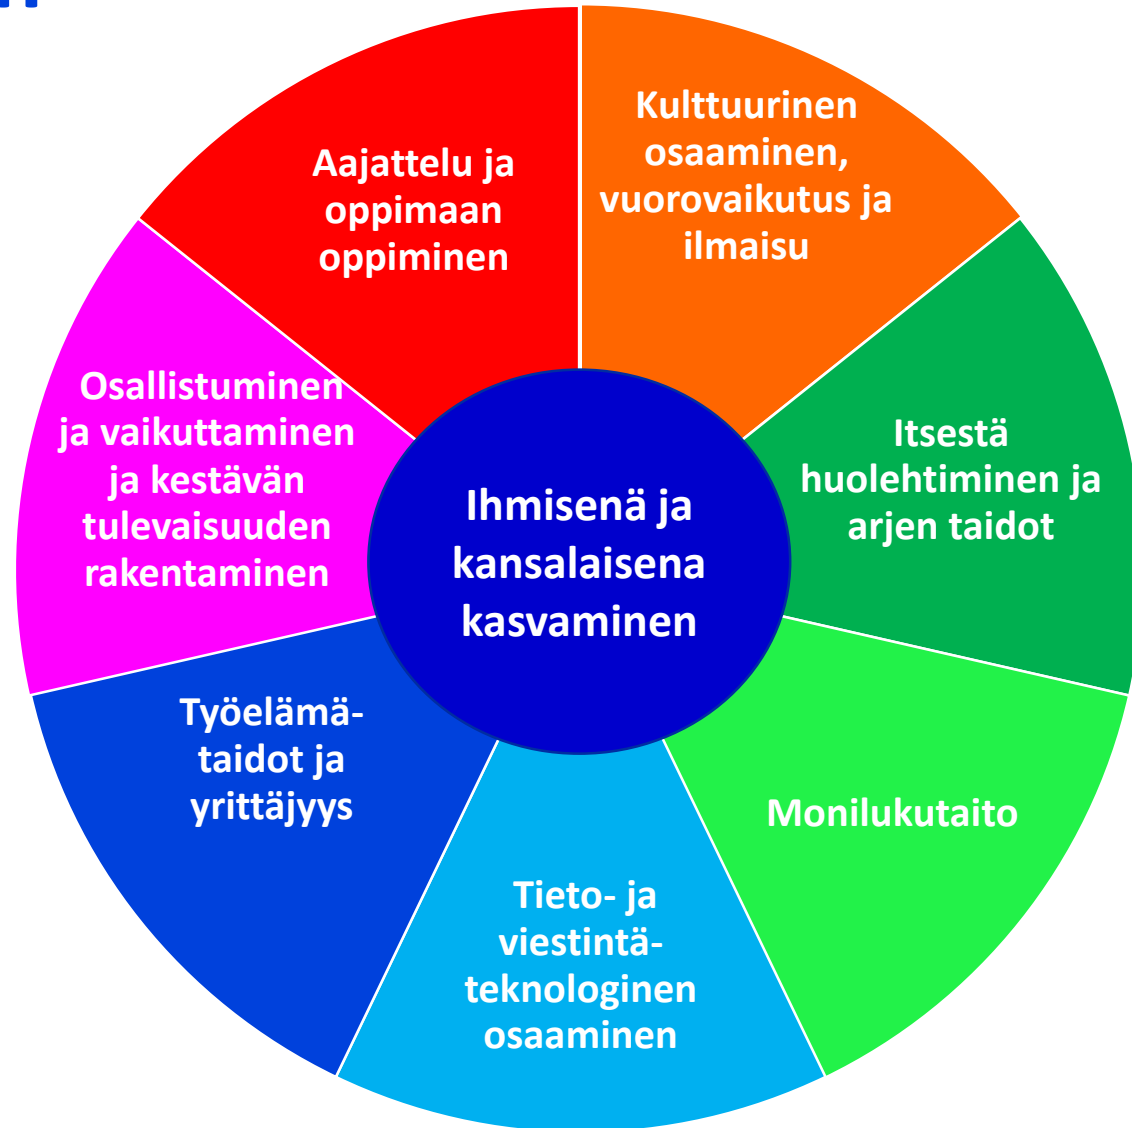 Aajattelu ja
oppimaan
oppiminen
Kulttuurinen
osaaminen,
vuorovaikutus ja
ilmaisu
Itsestä
huolehtiminen ja
arjen taidot
Monilukutaito
Tieto- ja
viestintä-
teknologinen
osaaminen
Työelämä-
taidot ja
yrittäjyys
Osallistuminen
ja vaikuttaminen
ja kestävän
tulevaisuuden
rakentaminen
Ihmisenä ja
kansalaisena
kasvaminen